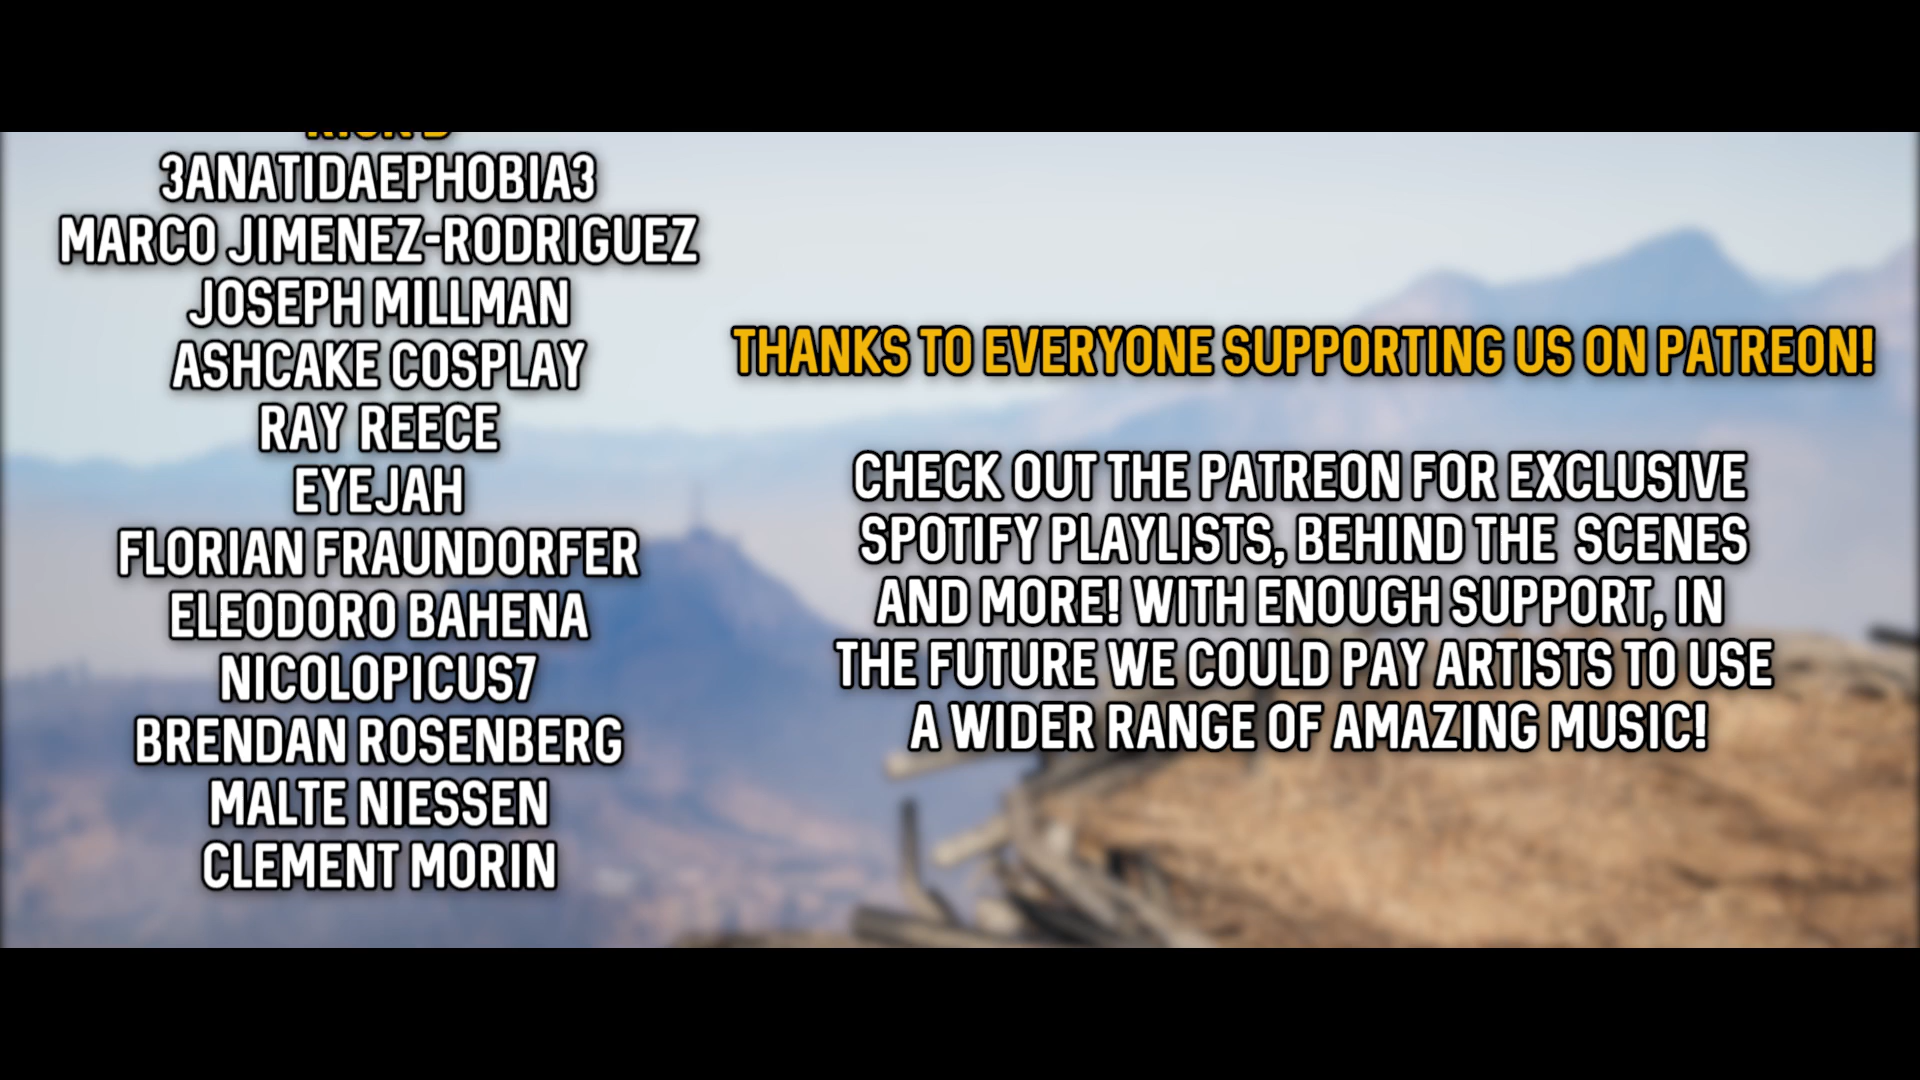 3ANATIDAEPHOBIA3
MARCO JIMENEZ-RODRIGUEZ
JOSEPH MILLMAN
ASHCAKE COSPLAY
RAY REECE
EYEJAH
FLORIAN FRAUNDORFER
ELEODORO BAHENA
NICOLOPICUS7
BRENDAN ROSENBERG
MALTE NIESSEN
CLEMENT MORIN
THANKS TO EVERYONE SUPPORTING US ON PATREON!
CHECK OUT THE PATREON FOR EXCLUSIVE
SPOTIFY PLAYLISTS, BEHIND THE SCENES
AND MORE! WITH ENOUGH SUPPORT, IN
THE FUTURE WE COULD PAY ARTISTS TO USE
A WIDER RANGE OF AMAZING MUSIC!